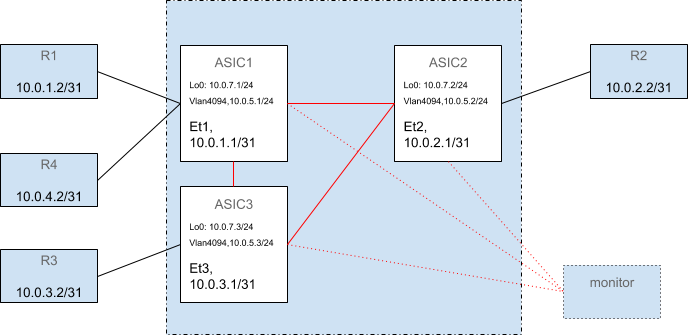 R1
10.0.1.2/31
R4
10.0.4.2/31
R3
10.0.3.2/31
ASIC1
Lo0: 10.0.7.1/24
Vlan4094,10.0.5.1/24
Et1,
10.0.1.1/31
ASIC3
Lo0: 10.0.7.3/24
Vlan4094,10.0.5.3/24
Et3,
10.0.3.1/31
ASIC2
Lo0: 10.0.7.2/24
Vlan4094,10.0.5.2/24
Et2,
10.0.2.1/31
R2
10.0.2.2/31
monitor